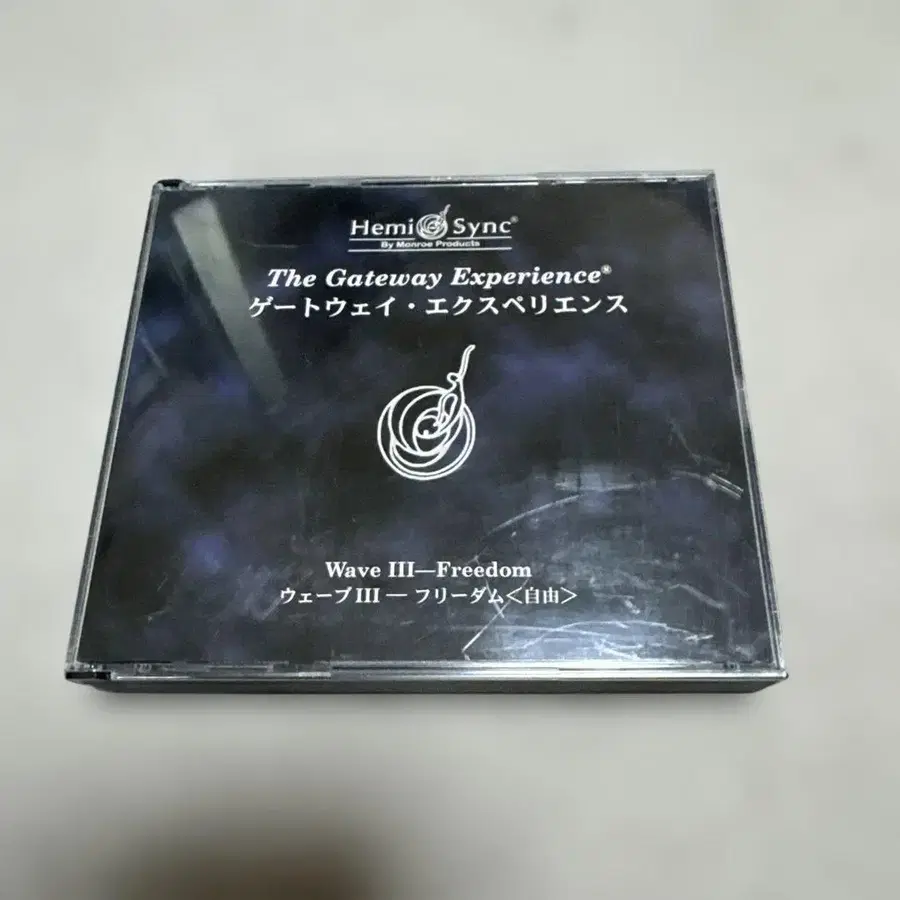 Hemi Sync®
By Monroe Products
The Gateway Experience®
ゲートウェイ・エクスペリエンス
Wave III—Freedom
ウェーブIII ― フリーダム<自由>